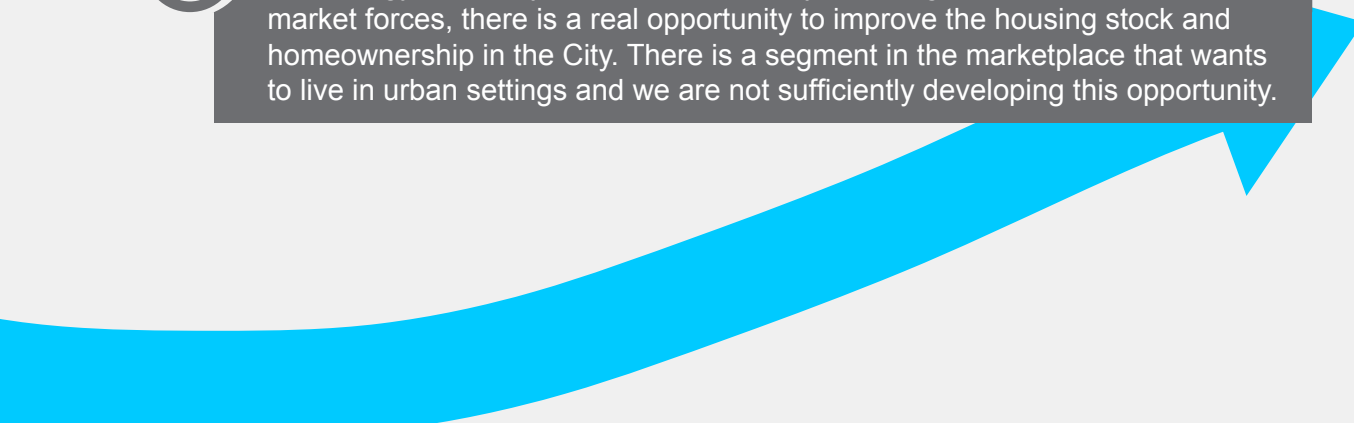 market forces, there is a real opportunity to improve the housing stock and
homeownership in the City. There is a segment in the marketplace that wants
to live in urban settings and we are not sufficiently developing this opportunity.